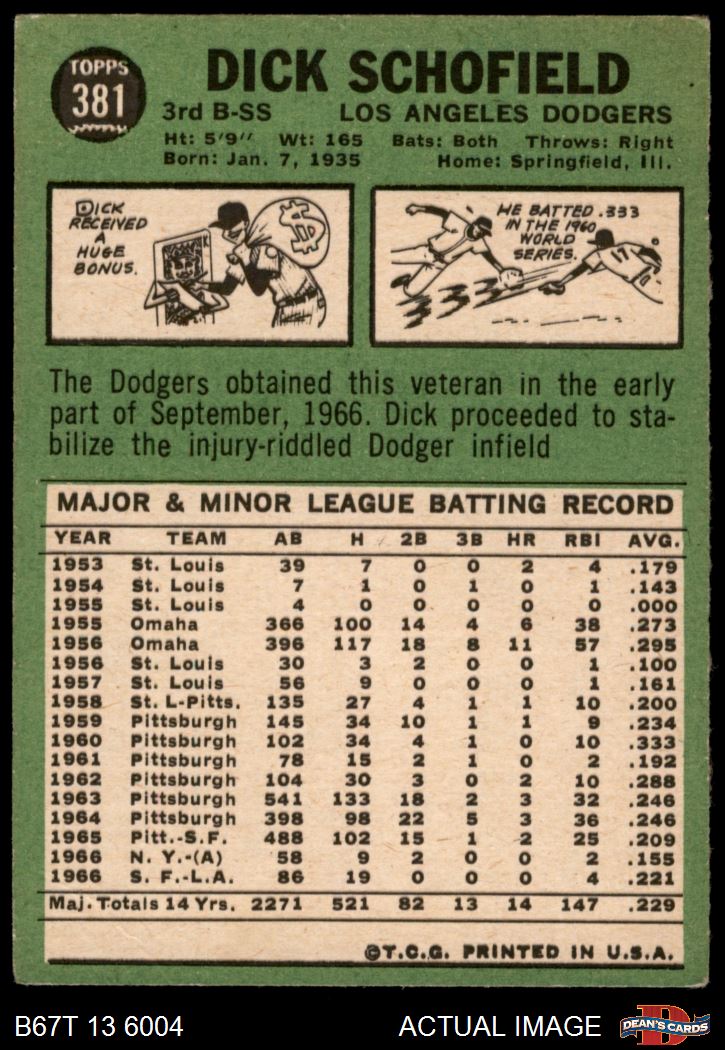 TOPPS
381
DICK SCHOFIELD
3rd B-SS LOS ANGELES DODGERS
Ht: 5'9" Wt: 165 Bats: Both Throws: Right
Born: Jan. 7, 1935 Home: Springfield, Ill.
DICK
RECEIVED
A
HUGE
BONUS.
K
$
HE BATTED .333
IN THE 1960
WORLD
SERIES.
17
The Dodgers obtained this veteran in the early
part of September, 1966. Dick proceeded to sta-
bilize the injury-riddled Dodger infield
MAJOR & MINOR LEAGUE BATTING RECORD
YEAR TEAM AB H 2B 3B HR RBI AVG.
1953 St. Louis 39 7 0 0 2 4 .179
1954 St. Louis 7 1 0 1 0 1 .143
1955 St. Louis 4 0 0 0 0 0 .000
1955 Omaha 366 100 14 4 6 38 .273
1956 Omaha 396 117 18 8 11 57 .295
1956 St. Louis 30 3 2 0 0 1 .100
1957 St. Louis 56 9 0 0 0 1 .161
1958 St. L-Pitts. 135 27 4 1 1 10 .200
1959 Pittsburgh 145 34 10 1 1 9 .234
1960 Pittsburgh 102 34 4 1 0 10 .333
1961 Pittsburgh 78 15 2 1 0 2 .192
1962 Pittsburgh 104 30 3 0 2 10 .288
1963 Pittsburgh 541 133 18 2 3 32 .246
1964 Pittsburgh 398 98 22 5 3 36 .246
1965 Pitt.-S.F. 488 102 15 1 2 25 .209
1966 N. Y.-(A) 58 9 2 0 0 2 .155
1966 S. F.-L.A. 86 19 0 0 0 4 .221
Maj. Totals 14 Yrs. 2271 521 82 13 14 147 .229
©T.C.G. PRINTED IN U.S.A.
B67T 13 6004 ACTUAL IMAGE
D
DEAN'S CARDS